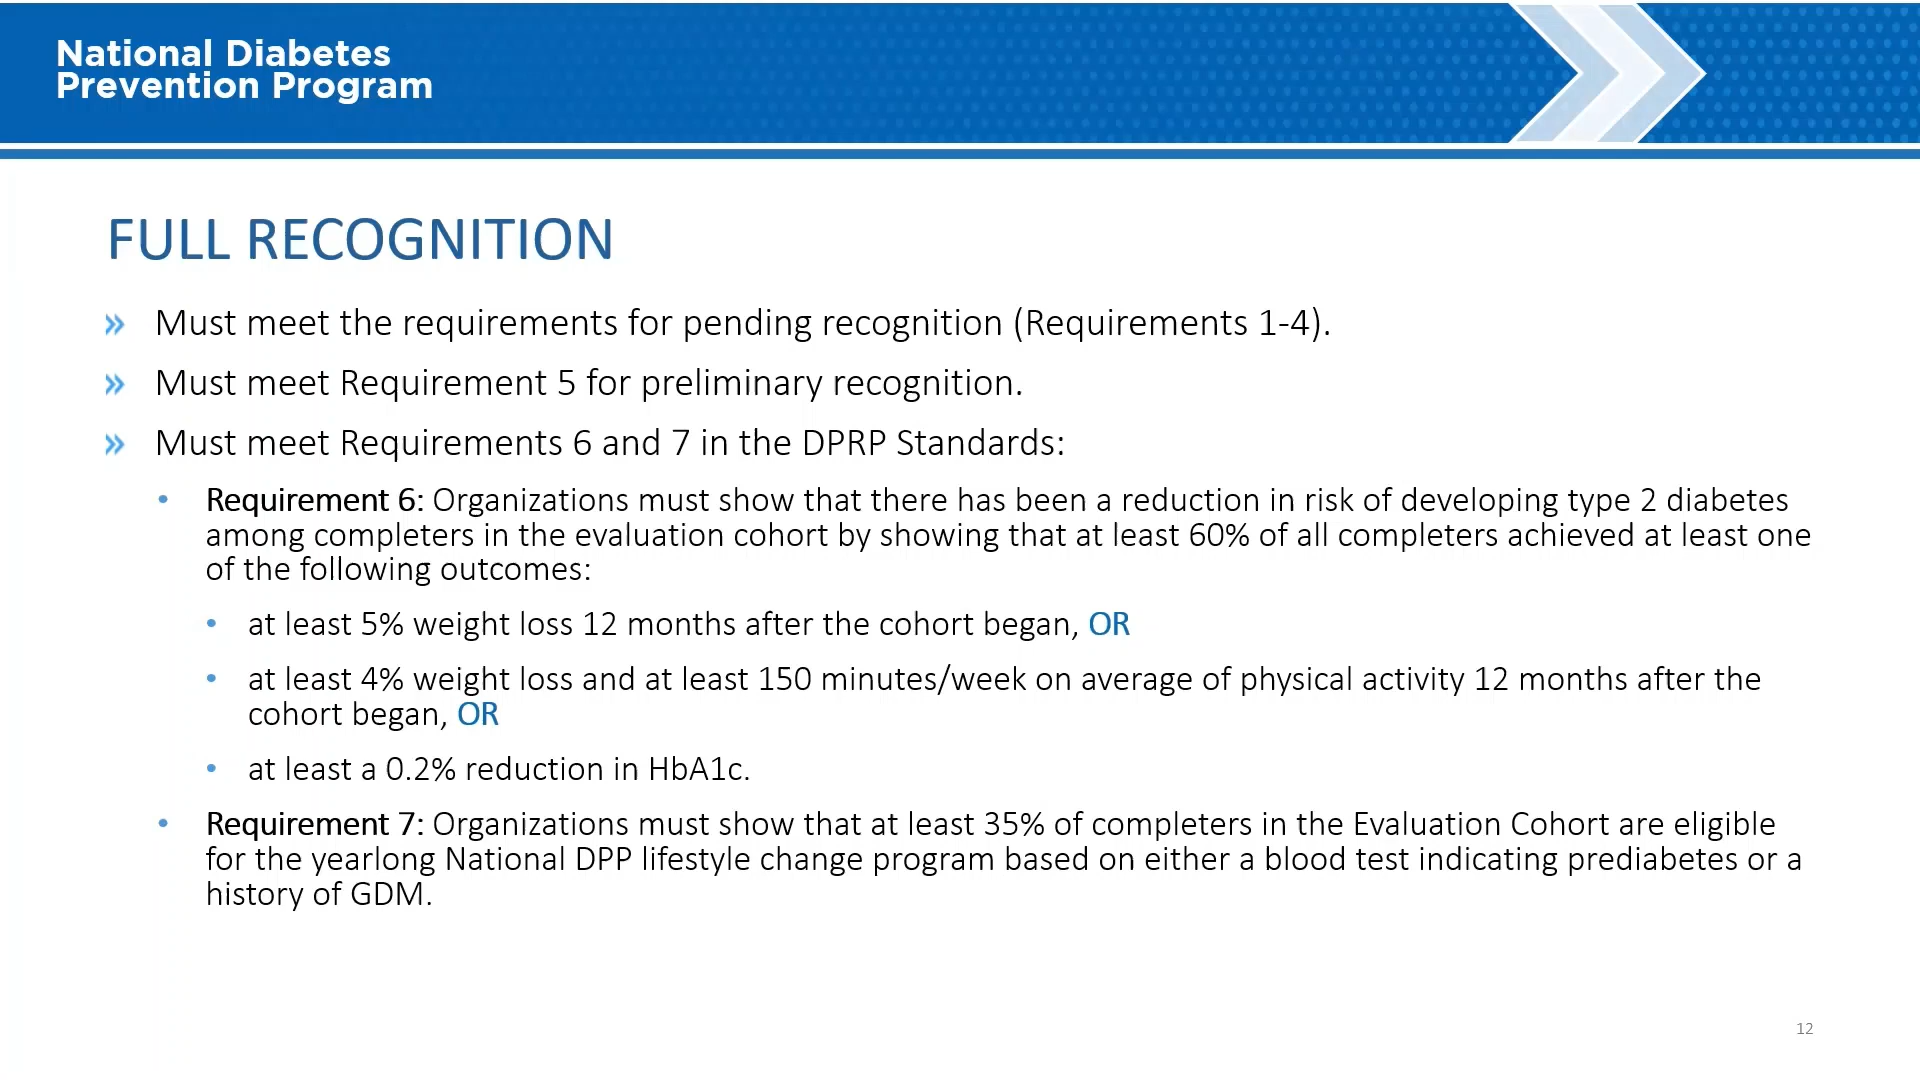 National Diabetes
Prevention Program
FULL RECOGNITION
» Must meet the requirements for pending recognition (Requirements 1-4).
» Must meet Requirement 5 for preliminary recognition.
» Must meet Requirements 6 and 7 in the DPRP Standards:
• Requirement 6: Organizations must show that there has been a reduction in risk of developing type 2 diabetes
among completers in the evaluation cohort by showing that at least 60% of all completers achieved at least one
of the following outcomes:
• at least 5% weight loss 12 months after the cohort began, OR
• at least 4% weight loss and at least 150 minutes/week on average of physical activity 12 months after the
cohort began, OR
• at least a 0.2% reduction in HbA1c.
• Requirement 7: Organizations must show that at least 35% of completers in the Evaluation Cohort are eligible
for the yearlong National DPP lifestyle change program based on either a blood test indicating prediabetes or a
history of GDM.
12